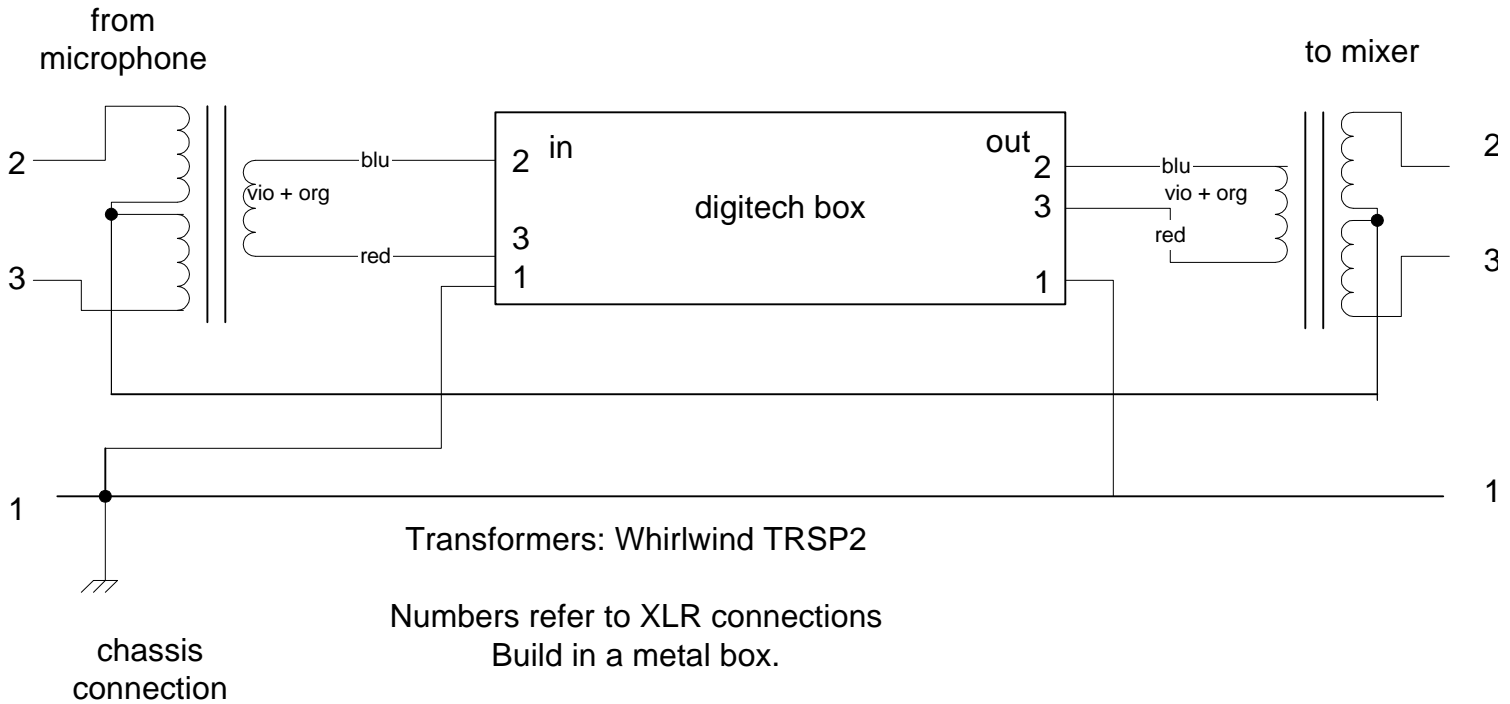 from
microphone
to mixer
2
blu
vio + org
red
3
2
in
3
1
digitech box
out
2
3
1
blu
vio + org
red
2
3
1
1
Transformers: Whirlwind TRSP2
Numbers refer to XLR connections
Build in a metal box.
chassis
connection